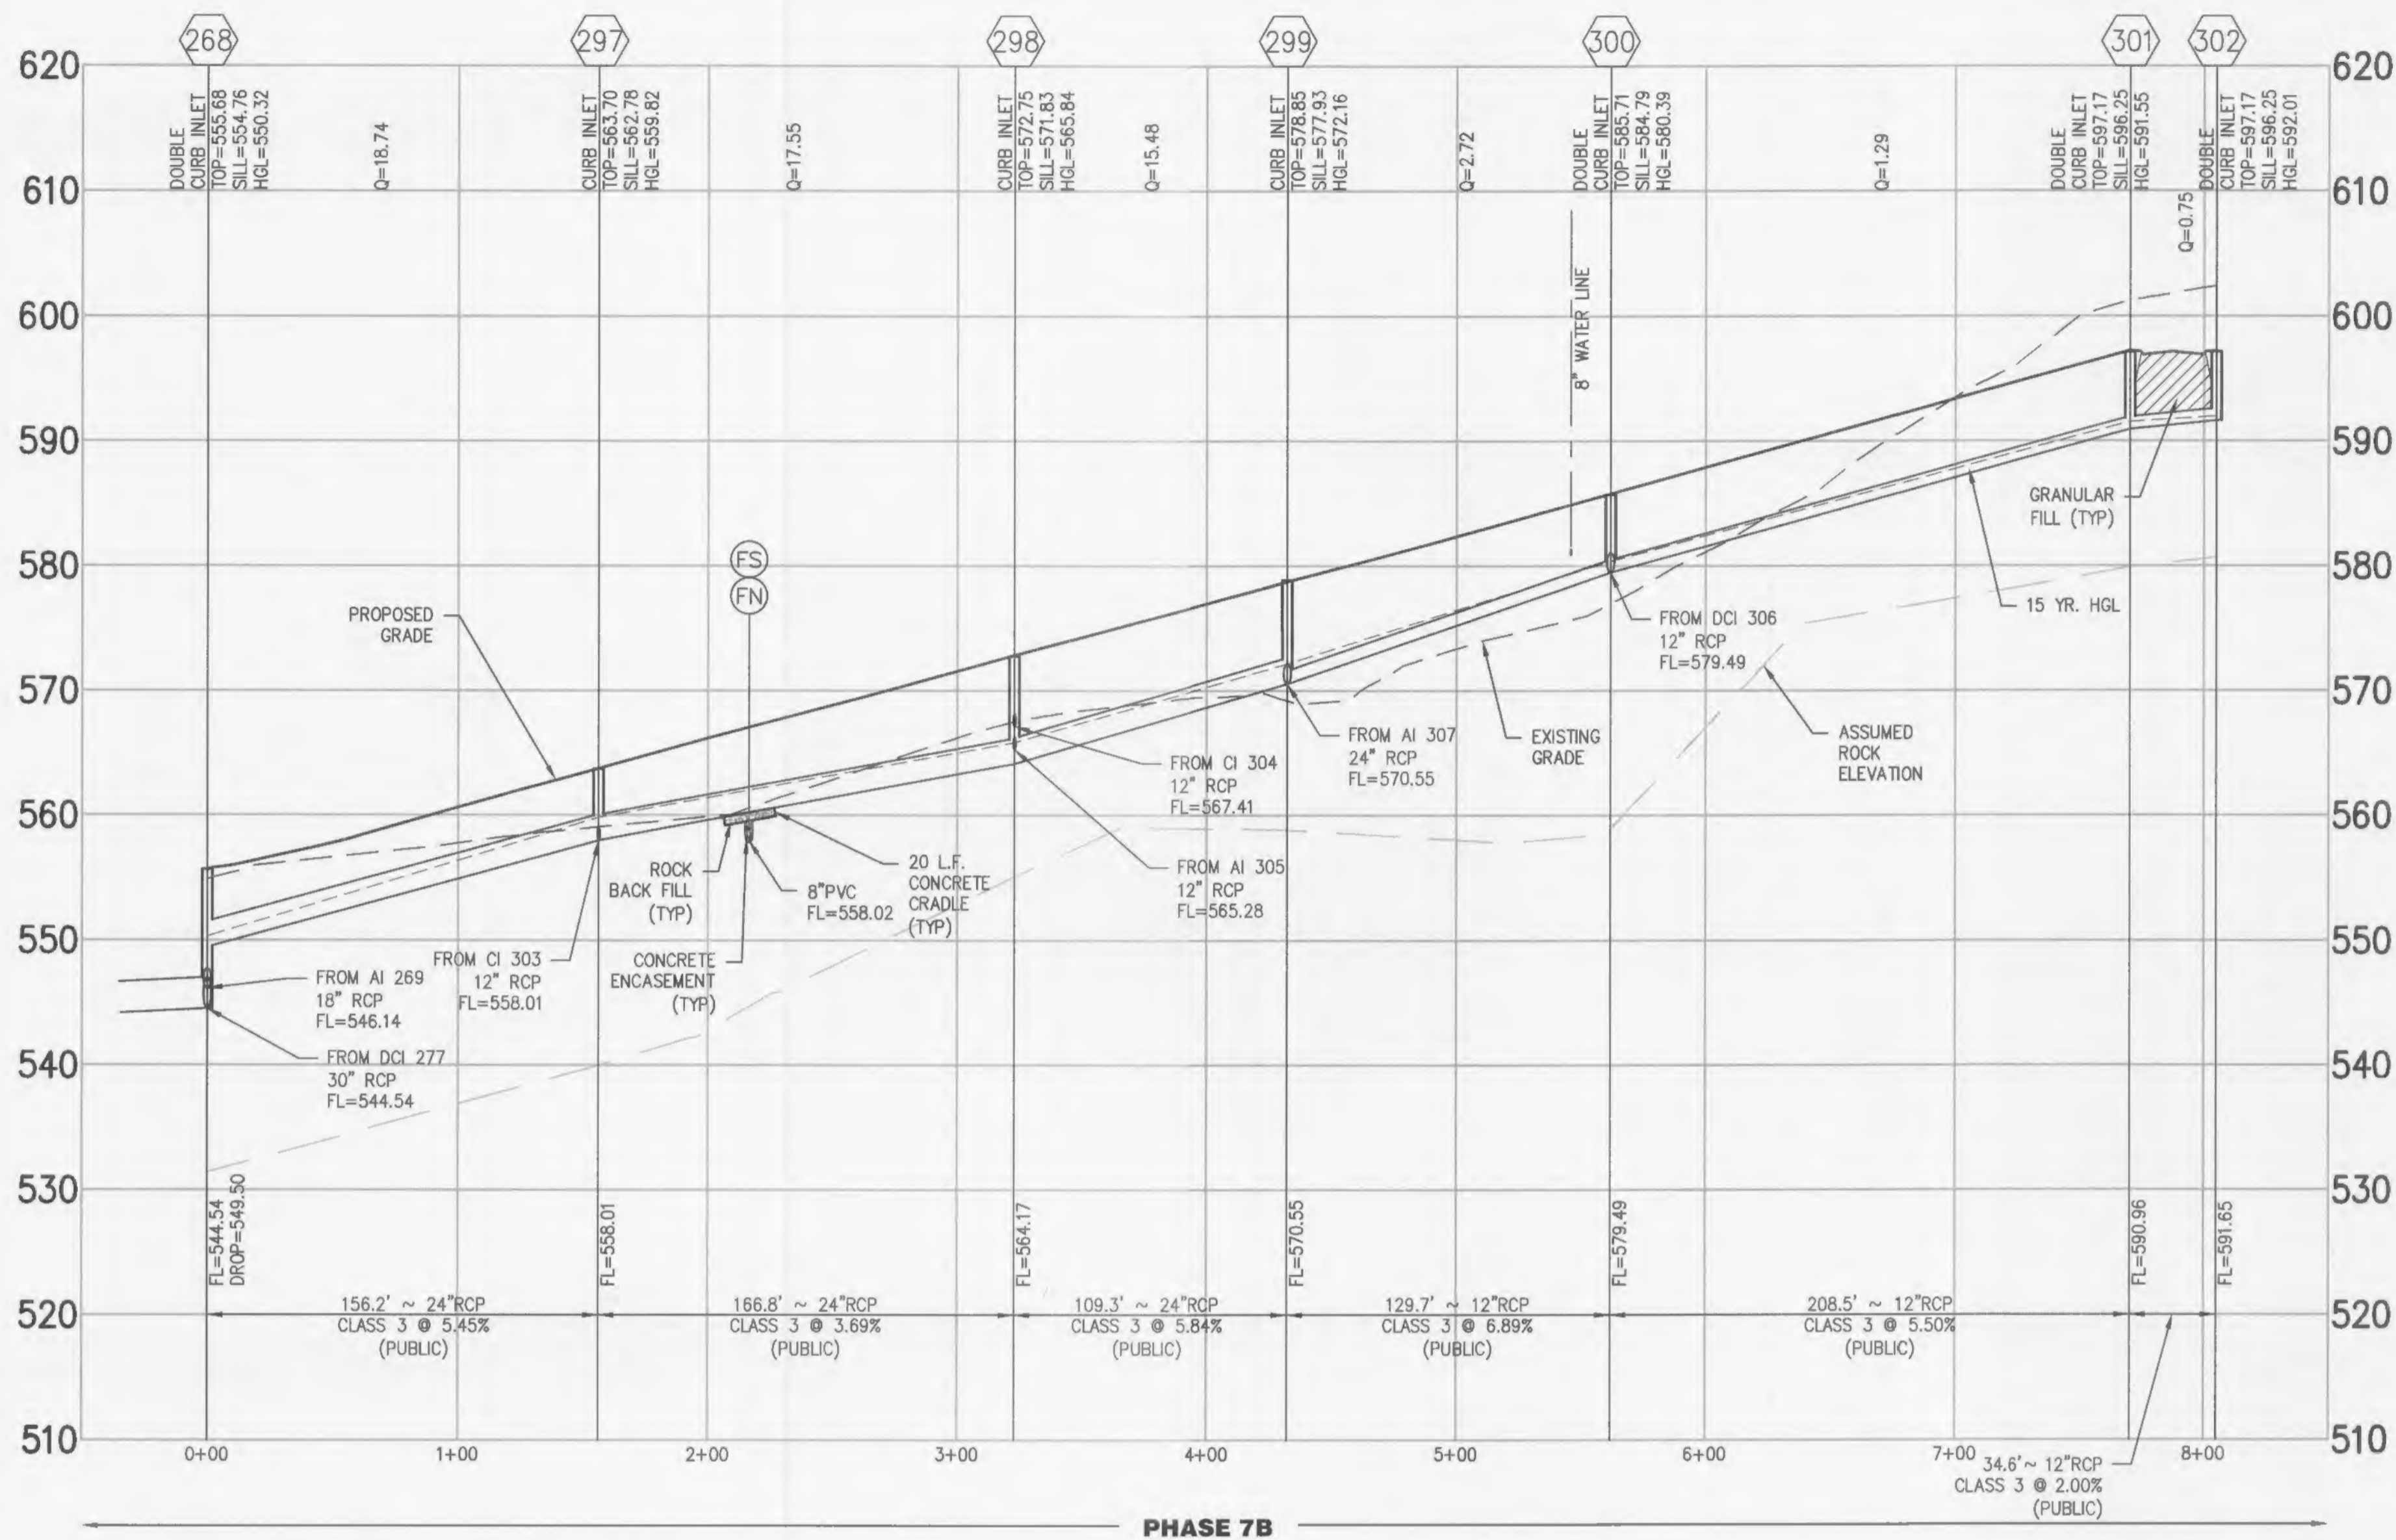 268
297
298
299
300
301
302
620
620
DOUBLE
CURB INLET
TOP=555.68
SILL=554.76
HGL=550.32
Q=18.74
CURB INLET
TOP=563.70
SILL=562.78
HGL=559.82
Q=17.55
CURB INLET
TOP=572.75
SILL=571.83
HGL=565.84
Q=15.48
CURB INLET
TOP=578.85
SILL=577.93
HGL=572.16
Q=2.72
DOUBLE
CURB INLET
TOP=585.71
SILL=584.79
HGL=580.39
Q=1.29
DOUBLE
CURB INLET
TOP=597.17
SILL=596.25
HGL=591.55
Q=0.75
DOUBLE
CURB INLET
TOP=597.17
SILL=596.25
HGL=592.01
610
610
8" WATER LINE
600
600
590
590
GRANULAR
FILL (TYP)
FS
FN
580
580
PROPOSED
GRADE
15 YR. HGL
FROM DCI 306
12" RCP
FL=579.49
570
570
FROM AI 307
24" RCP
FL=570.55
EXISTING
GRADE
ASSUMED
ROCK
ELEVATION
FROM CI 304
12" RCP
FL=567.41
560
560
ROCK
BACK FILL
(TYP)
8"PVC
FL=558.02
20 L.F.
CONCRETE
CRADLE
(TYP)
FROM AI 305
12" RCP
FL=565.28
550
550
FROM CI 303
12" RCP
FL=558.01
CONCRETE
ENCASEMENT
(TYP)
FROM AI 269
18" RCP
FL=546.14
FROM DCI 277
30" RCP
FL=544.54
540
540
530
530
FL=544.54
DROP=549.50
FL=558.01
FL=564.17
FL=570.55
FL=579.49
FL=590.96
FL=591.65
520
520
156.2' ~ 24"RCP
CLASS 3 @ 5.45%
(PUBLIC)
166.8' ~ 24"RCP
CLASS 3 @ 3.69%
(PUBLIC)
109.3' ~ 24"RCP
CLASS 3 @ 5.84%
(PUBLIC)
129.7' ~ 12"RCP
CLASS 3 @ 6.89%
(PUBLIC)
208.5' ~ 12"RCP
CLASS 3 @ 5.50%
(PUBLIC)
510
510
0+00
1+00
2+00
3+00
4+00
5+00
6+00
7+00
8+00
34.6'~ 12"RCP
CLASS 3 @ 2.00%
(PUBLIC)
PHASE 7B